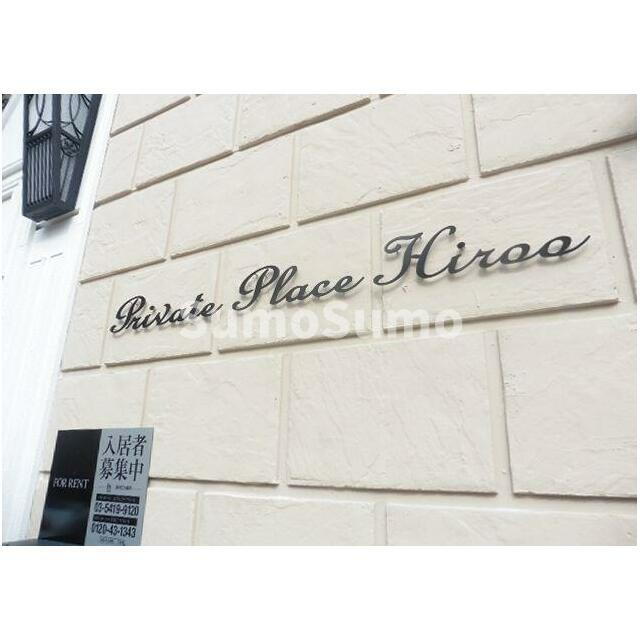 Private Place Hiroo
SumoSumo
FOR RENT
入居者
募集中
03-5419-9120
0120-43-1343